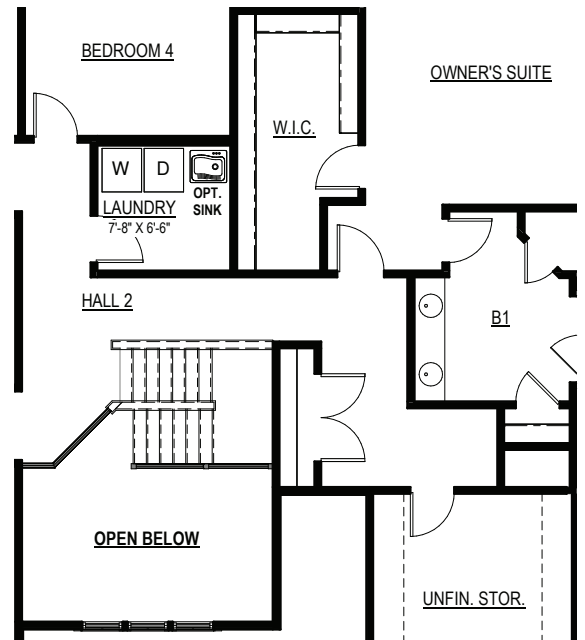 BEDROOM 4
OWNER'S SUITE
W.I.C.
W D
OPT.
SINK
LAUNDRY
7'-8" X 6'-6"
HALL 2
B1
OPEN BELOW
UNFIN. STOR.